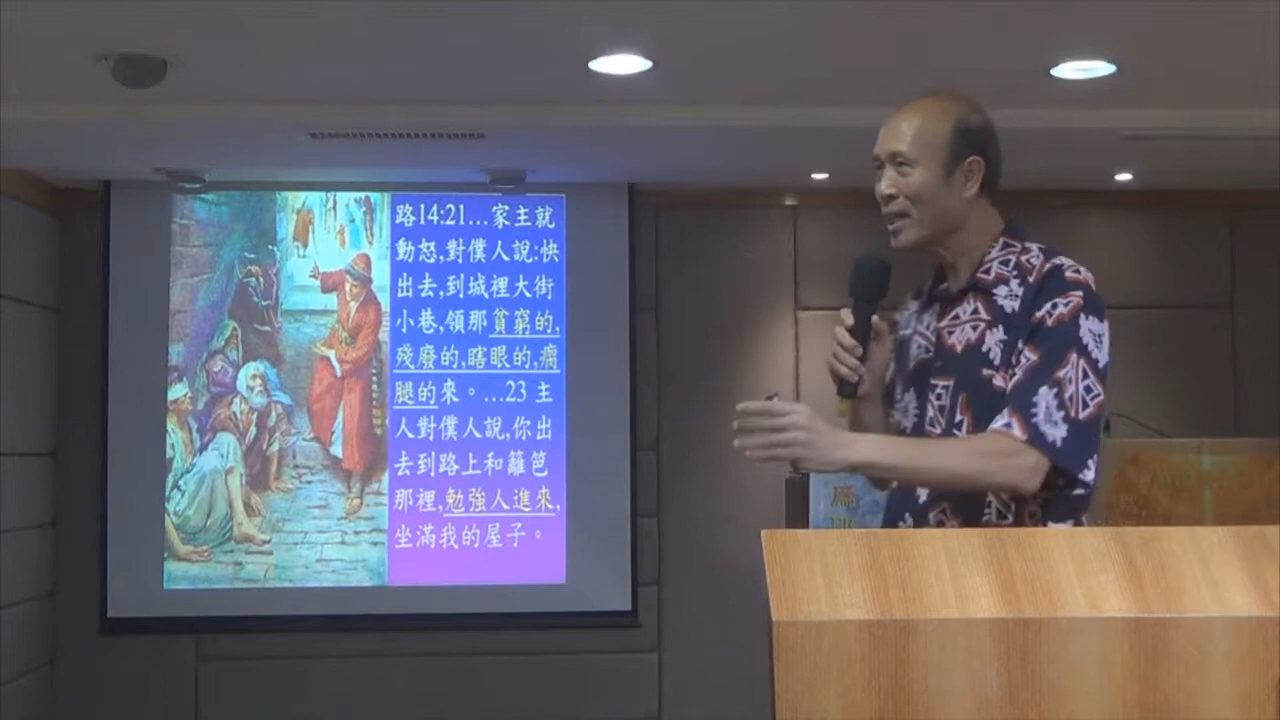 路14:21…家主就
動怒,對僕人說:快
出去,到城裡大街
小巷,領那貧窮的,
殘廢的,瞎眼的,瘸
腿的來。…23 主
人對僕人說,你出
去到路上和籬笆
那裡,勉強人進來,
坐滿我的屋子。